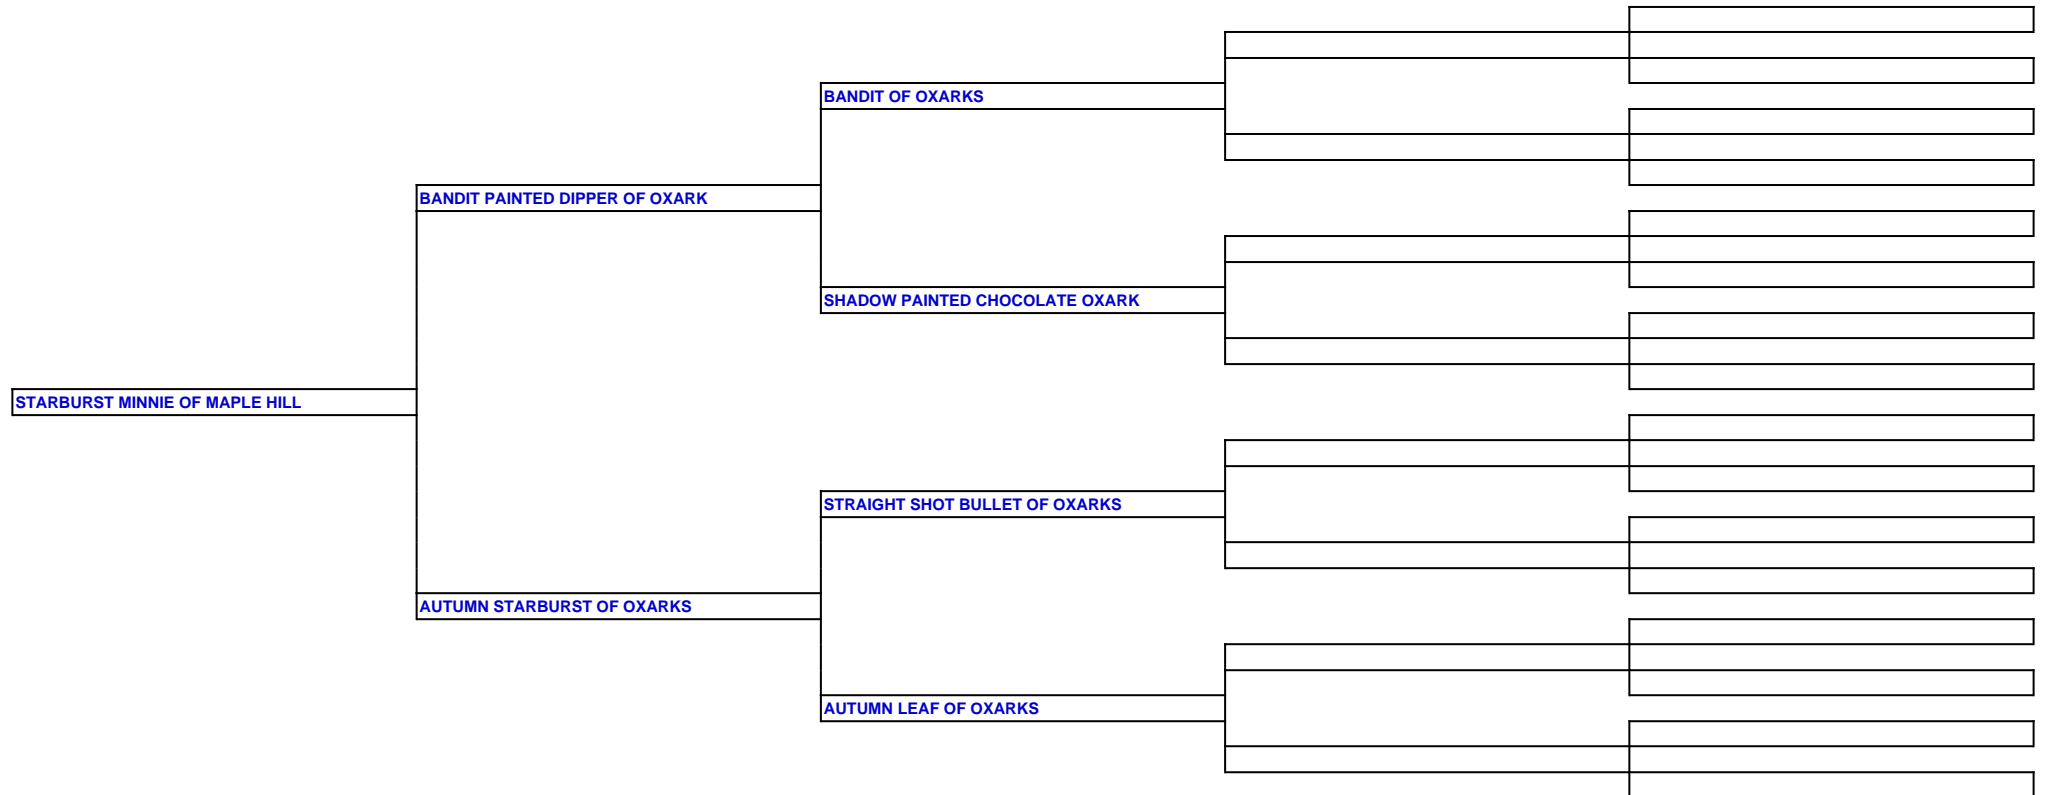 BANDIT OF OXARKS
BANDIT PAINTED DIPPER OF OXARK
SHADOW PAINTED CHOCOLATE OXARK
STARBURST MINNIE OF MAPLE HILL
STRAIGHT SHOT BULLET OF OXARKS
AUTUMN STARBURST OF OXARKS
AUTUMN LEAF OF OXARKS